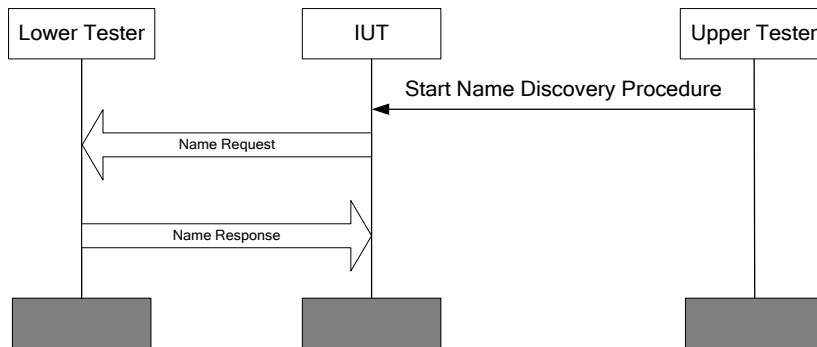 Lower Tester
IUT
Upper Tester
Start Name Discovery Procedure
Name Request
Name Response